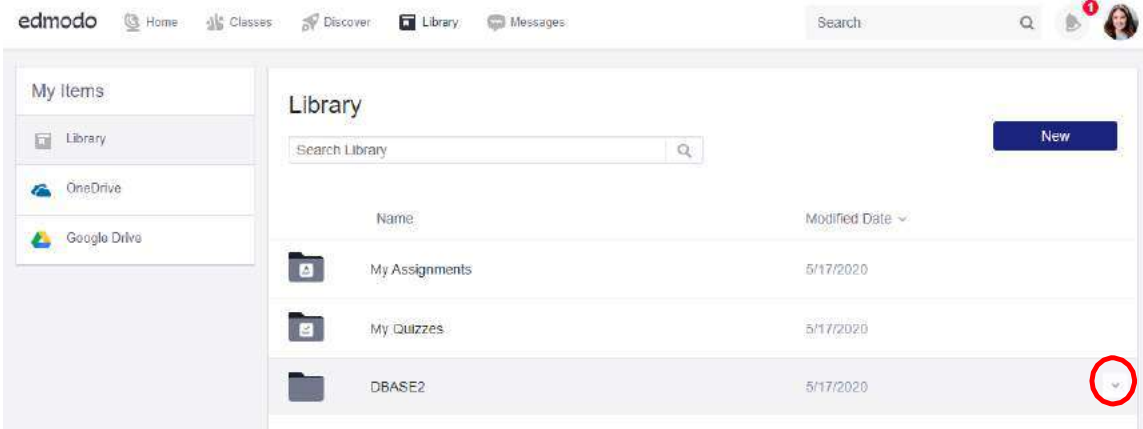 edmodo Home Classes Discover Library Messages Search 1
My Items
Library
OneDrive
Google Drive
Library
New
Search Library
Name Modified Date
My Assignments 5/17/2020
My Quizzes 5/17/2020
DBASE2 5/17/2020